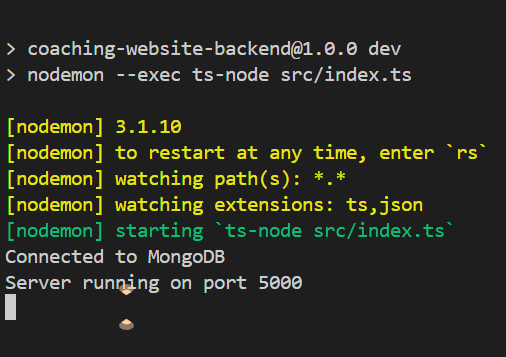 > coaching-website-backend@1.0.0 dev
> nodemon --exec ts-node src/index.ts
[nodemon] 3.1.10
[nodemon] to restart at any time, enter `rs`
[nodemon] watching path(s): *.*
[nodemon] watching extensions: ts,json
[nodemon] starting `ts-node src/index.ts`
Connected to MongoDB
Server running on port 5000